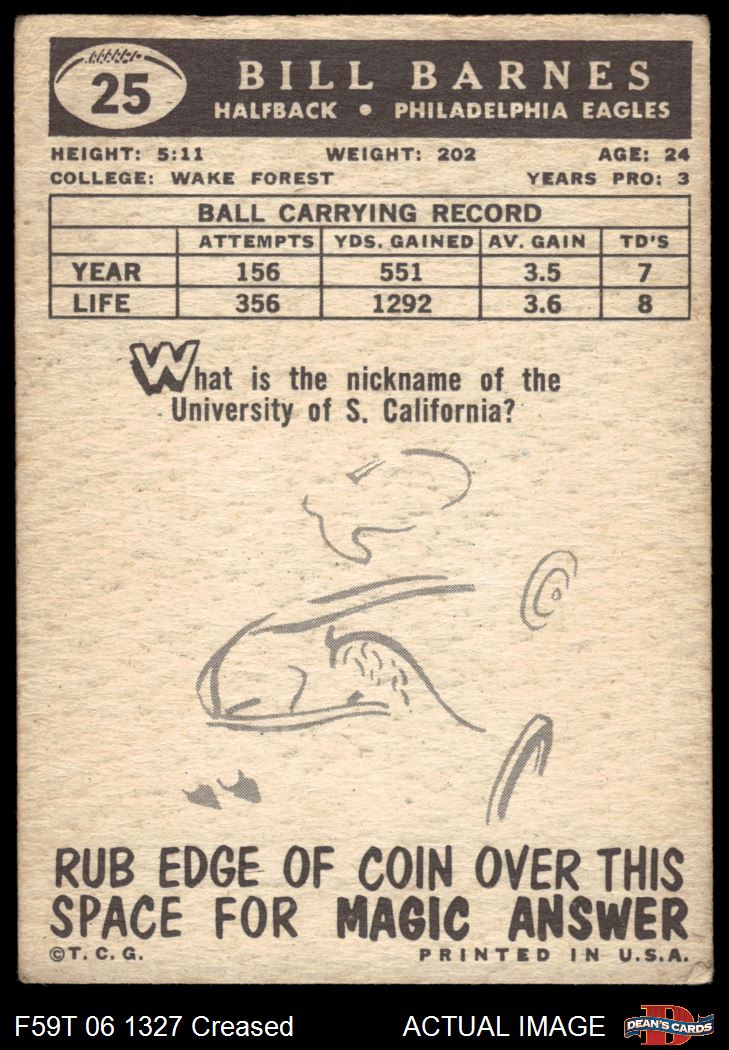 25
BILL BARNES
HALFBACK • PHILADELPHIA EAGLES
HEIGHT: 5:11 WEIGHT: 202 AGE: 24
COLLEGE: WAKE FOREST YEARS PRO: 3
BALL CARRYING RECORD
ATTEMPTS YDS. GAINED AV. GAIN TD'S
YEAR 156 551 3.5 7
LIFE 356 1292 3.6 8
What is the nickname of the
University of S. California?
RUB EDGE OF COIN OVER THIS
SPACE FOR MAGIC ANSWER
©T. C. G. PRINTED IN U.S.A.
F59T 06 1327 Creased ACTUAL IMAGE
D
DEAN'S CARDS